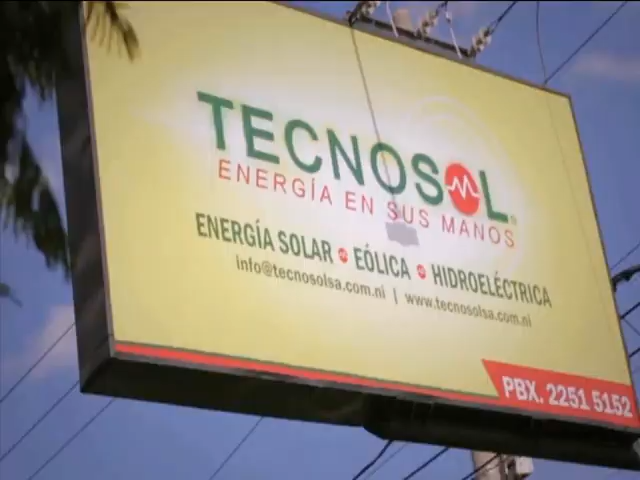 TECNOSOL
ENERGÍA EN SUS MANOS
ENERGÍA SOLAR • EÓLICA • HIDROELÉCTRICA
info@tecnosolsa.com.ni | www.tecnosolsa.com.ni
PBX. 2251 5152